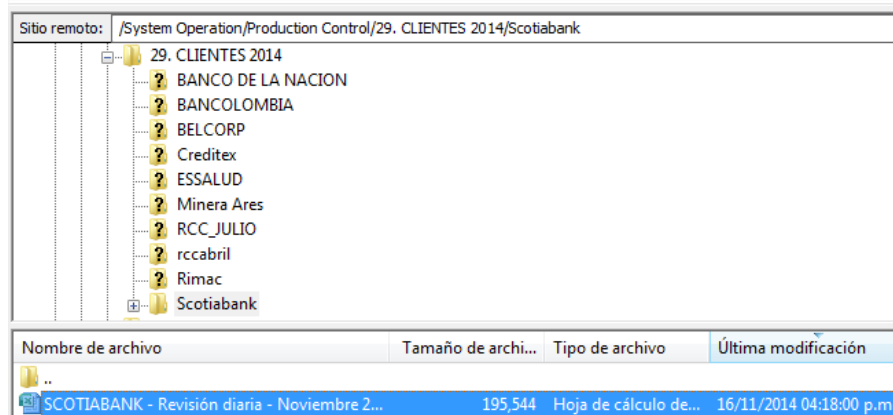 Sitio remoto: /System Operation/Production Control/29. CLIENTES 2014/Scotiabank
29. CLIENTES 2014
BANCO DE LA NACION
BANCOLOMBIA
BELCORP
Creditex
ESSALUD
Minera Ares
RCC_JULIO
rccabril
Rimac
Scotiabank
Nombre de archivo Tamaño de archi... Tipo de archivo Última modificación
..
SCOTIABANK - Revisión diaria - Noviembre 2... 195,544 Hoja de cálculo de... 16/11/2014 04:18:00 p.m